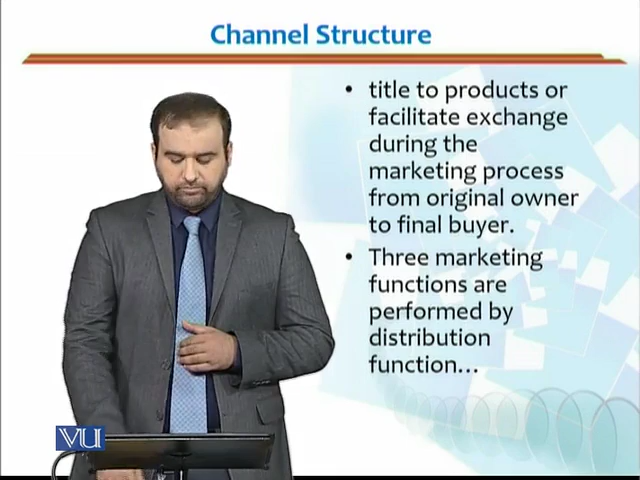 Channel Structure
• title to products or
facilitate exchange
during the
marketing process
from original owner
to final buyer.
• Three marketing
functions are
performed by
distribution
function...
VU